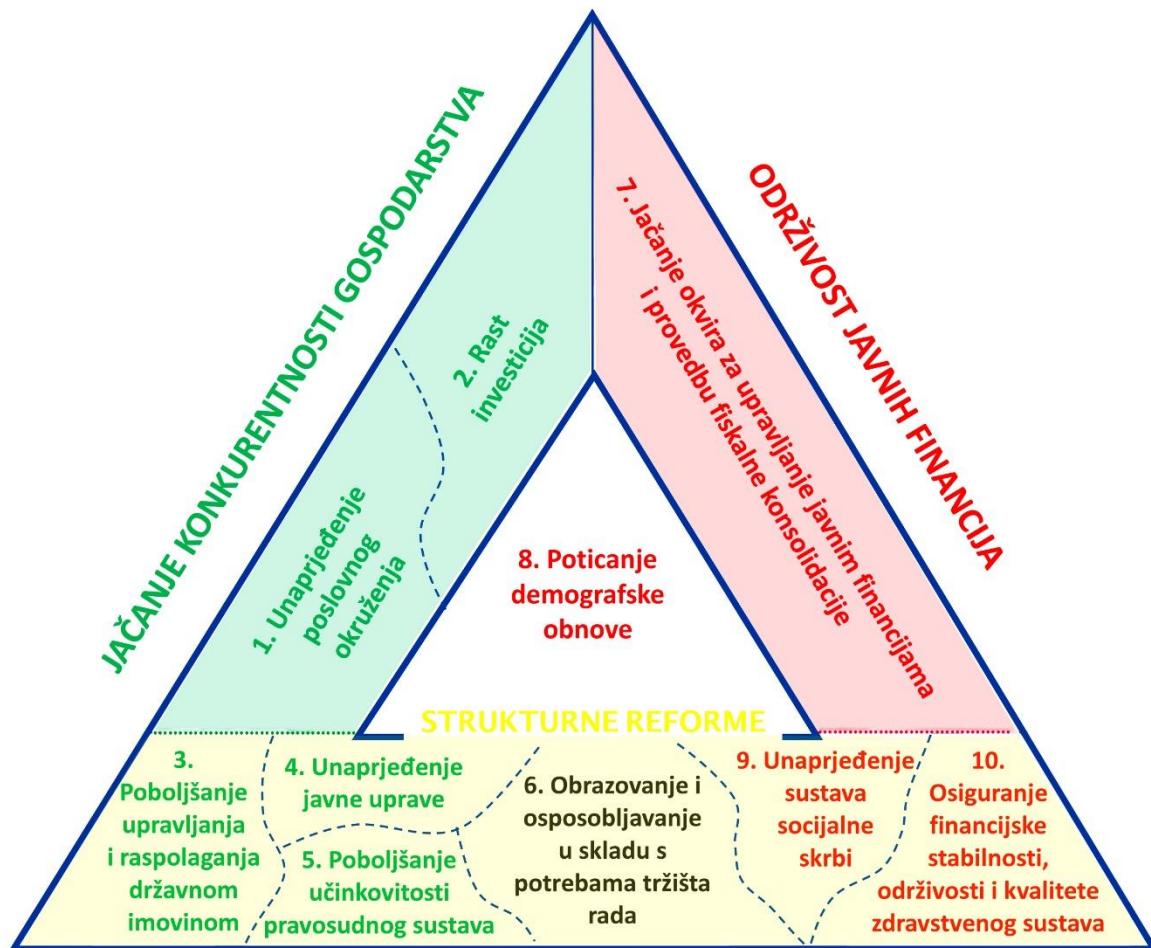 JAČANJE KONKURENTNOSTI GOSPODARSTVA
ODRŽIVOST JAVNIH FINANCIJA
1. Unaprjeđenje
poslovnog
okruženja
2. Rast
investicija
7. Jačanje okvira za upravljanje javnim financijama
i provedbu fiskalne konsolidacije
8. Poticanje
demografske
obnove
STRUKTURNE REFORME
3.
Poboljšanje
upravljanja
i raspolaganja
državnom
imovinom
4. Unaprjeđenje
javne uprave
5. Poboljšanje
učinkovitosti
pravosudnog sustava
6. Obrazovanje i
osposobljavanje
u skladu s
potrebama tržišta
rada
9. Unaprjeđenje
sustava
socijalne
skrbi
10.
Osiguranje
financijske
stabilnosti,
održivosti i kvalitete
zdravstvenog sustava